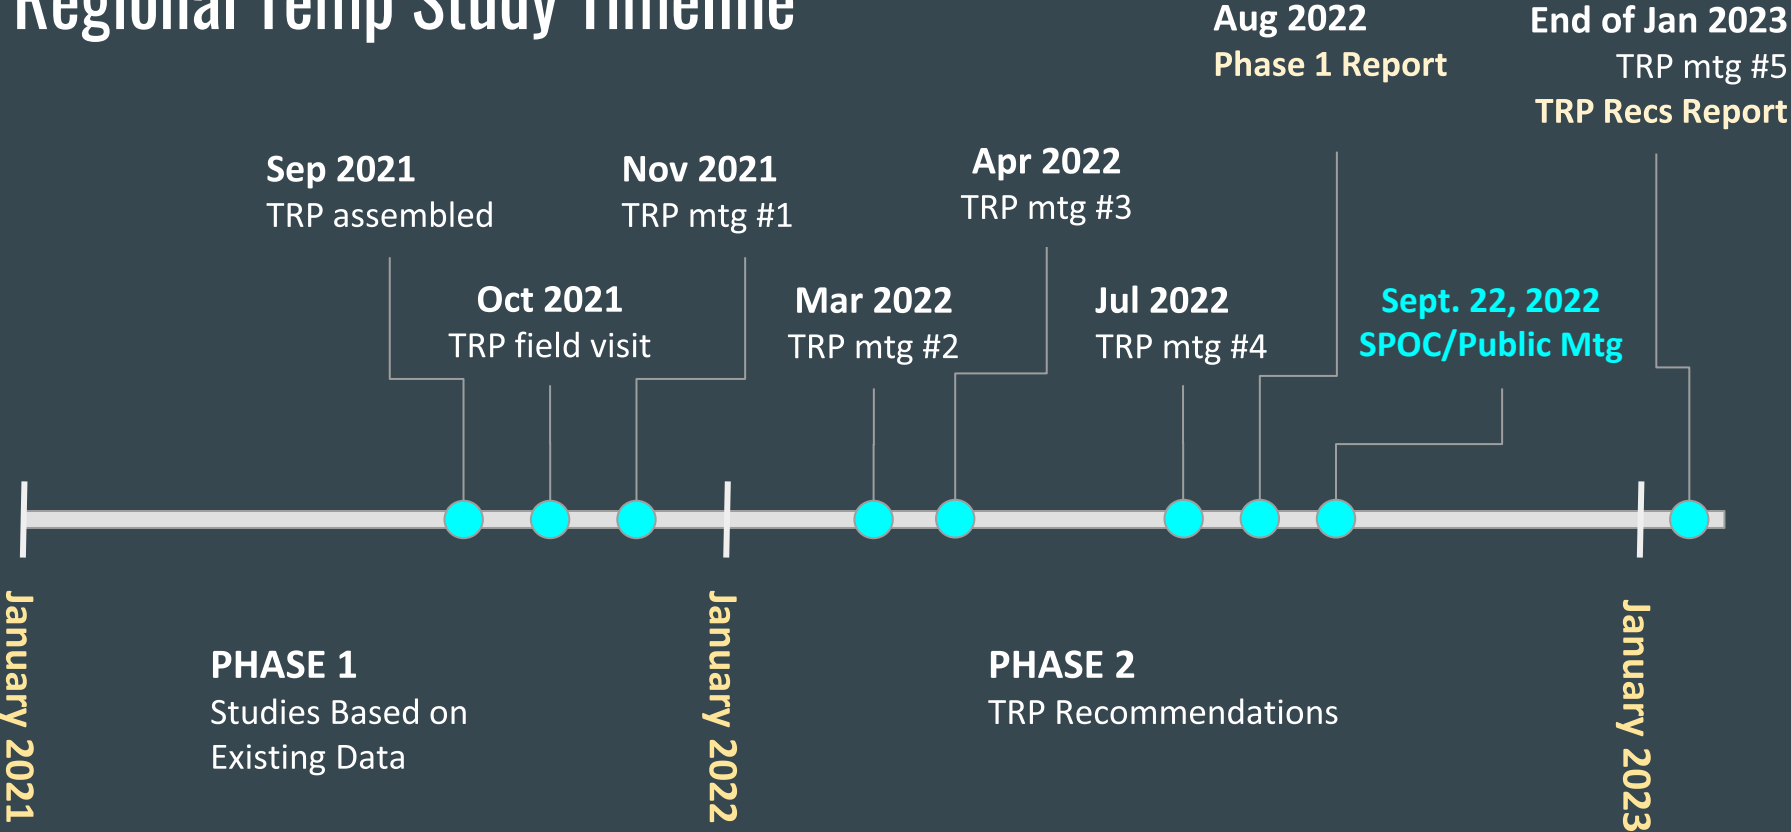 Regional Temp Study Timeline
Aug 2022
Phase 1 Report
End of Jan 2023
TRP mtg #5
TRP Recs Report
Sep 2021
TRP assembled
Nov 2021
TRP mtg #1
Apr 2022
TRP mtg #3
Oct 2021
TRP field visit
Mar 2022
TRP mtg #2
Jul 2022
TRP mtg #4
Sept. 22, 2022
SPOC/Public Mtg
January 2021
January 2022
January 2023
PHASE 1
Studies Based on
Existing Data
PHASE 2
TRP Recommendations